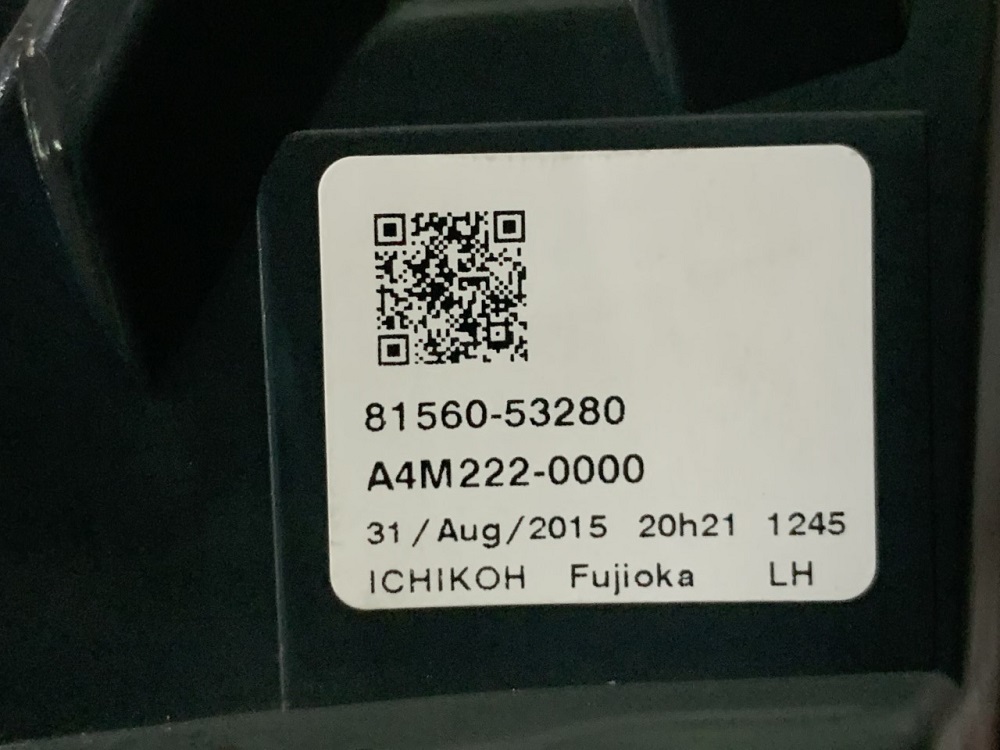 81560-53280
A4M222-0000
31/Aug/2015 20h21 1245
ICHIKOH Fujioka LH